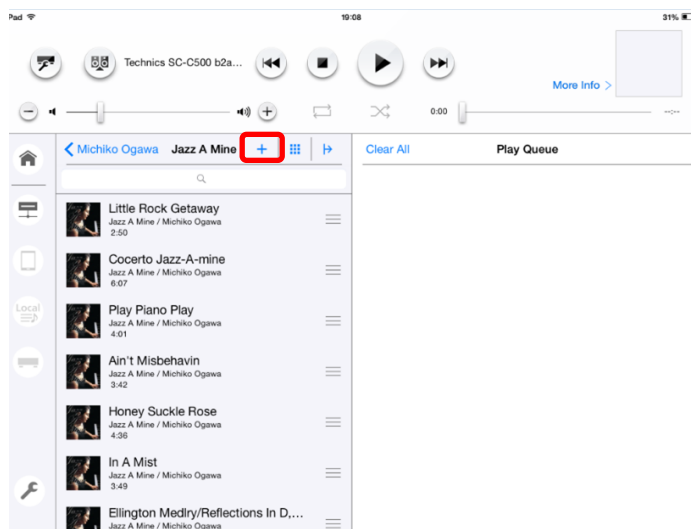 Pad 19:08 31%
Technics SC-C500 b2a...
More Info >
0:00 --:--
Michiko Ogawa Jazz A Mine Clear All Play Queue
Little Rock Getaway
Jazz A Mine / Michiko Ogawa
2:50
Cocerto Jazz-A-mine
Jazz A Mine / Michiko Ogawa
6:07
Local
Play Piano Play
Jazz A Mine / Michiko Ogawa
4:01
Ain't Misbehavin
Jazz A Mine / Michiko Ogawa
3:42
Honey Suckle Rose
Jazz A Mine / Michiko Ogawa
4:36
In A Mist
Jazz A Mine / Michiko Ogawa
3:49
Ellington Medlry/Reflections In D,...
Jazz A Mine / Michiko Ogawa